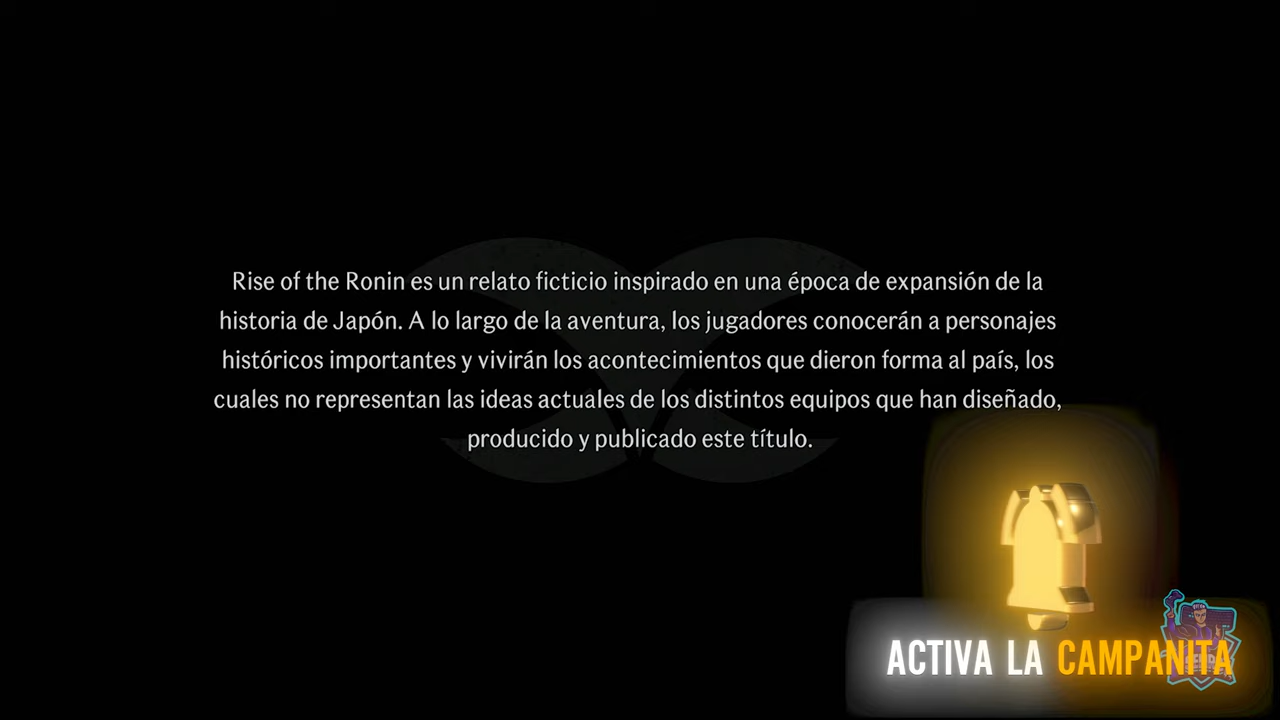 Rise of the Ronin es un relato ficticio inspirado en una época de expansión de la
historia de Japón. A lo largo de la aventura, los jugadores conocerán a personajes
históricos importantes y vivirán los acontecimientos que dieron forma al país, los
cuales no representan las ideas actuales de los distintos equipos que han diseñado,
producido y publicado este título.
ACTIVA LA CAMPANITA